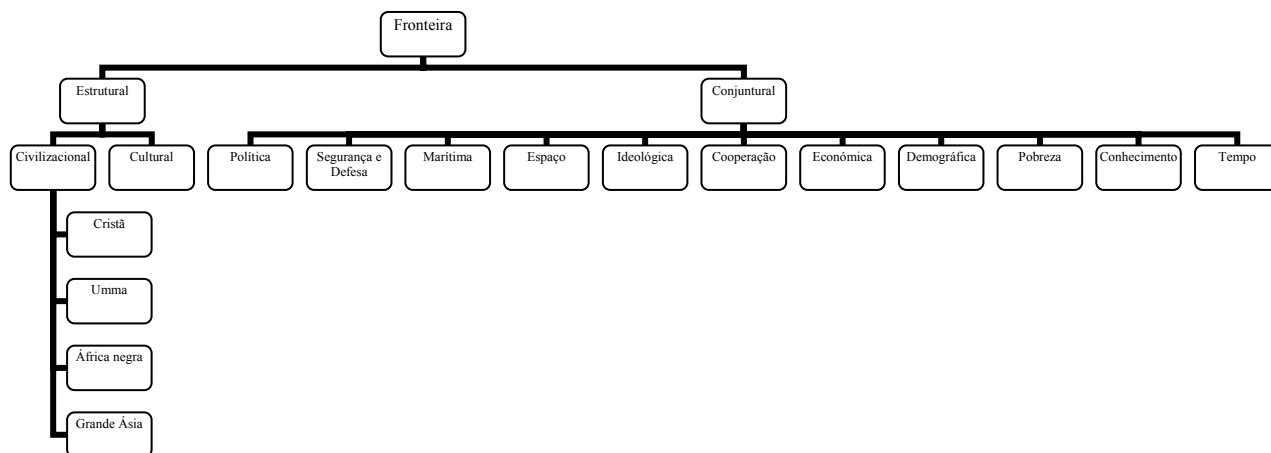 Fronteira
Estrutural
Conjuntural
Civilizacional
Cultural
Política
Segurança e
Defesa
Marítima
Espaço
Ideológica
Cooperação
Económica
Demográfica
Pobreza
Conhecimento
Tempo
Cristã
Umma
África negra
Grande Ásia